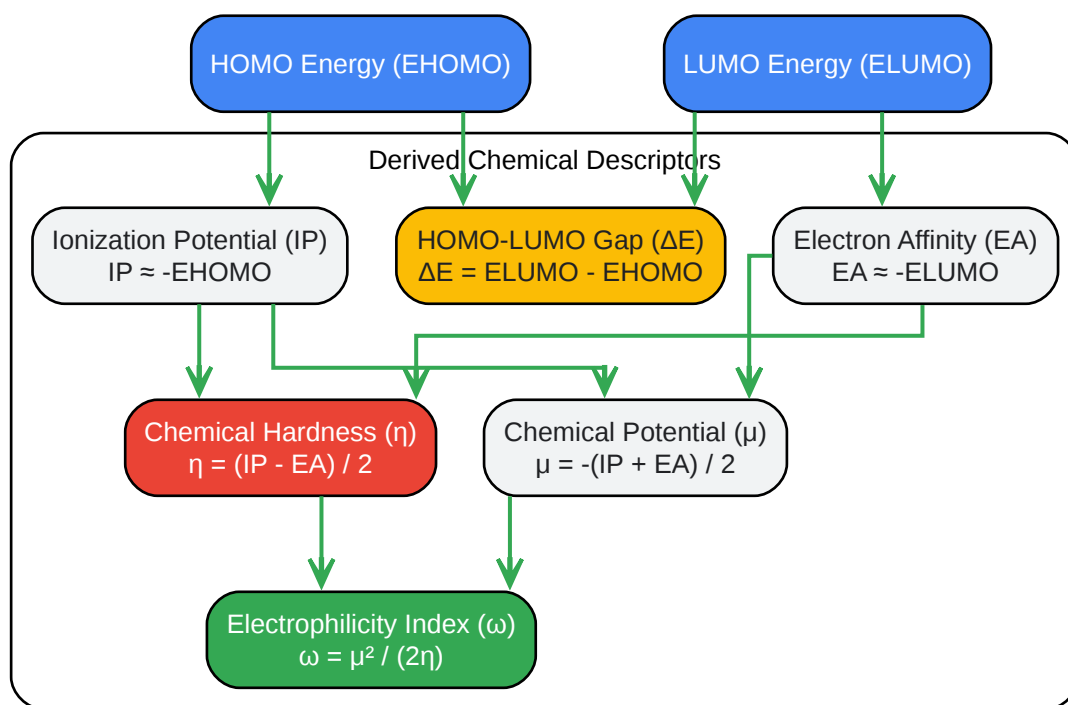 HOMO Energy (EHOMO)
LUMO Energy (ELUMO)
Derived Chemical Descriptors
Ionization Potential (IP)
IP ≈ -EHOMO
HOMO-LUMO Gap (ΔE)
ΔE = ELUMO - EHOMO
Electron Affinity (EA)
EA ≈ -ELUMO
Chemical Hardness (η)
η = (IP - EA) / 2
Chemical Potential (μ)
μ = -(IP + EA) / 2
Electrophilicity Index (ω)
ω = μ² / (2η)